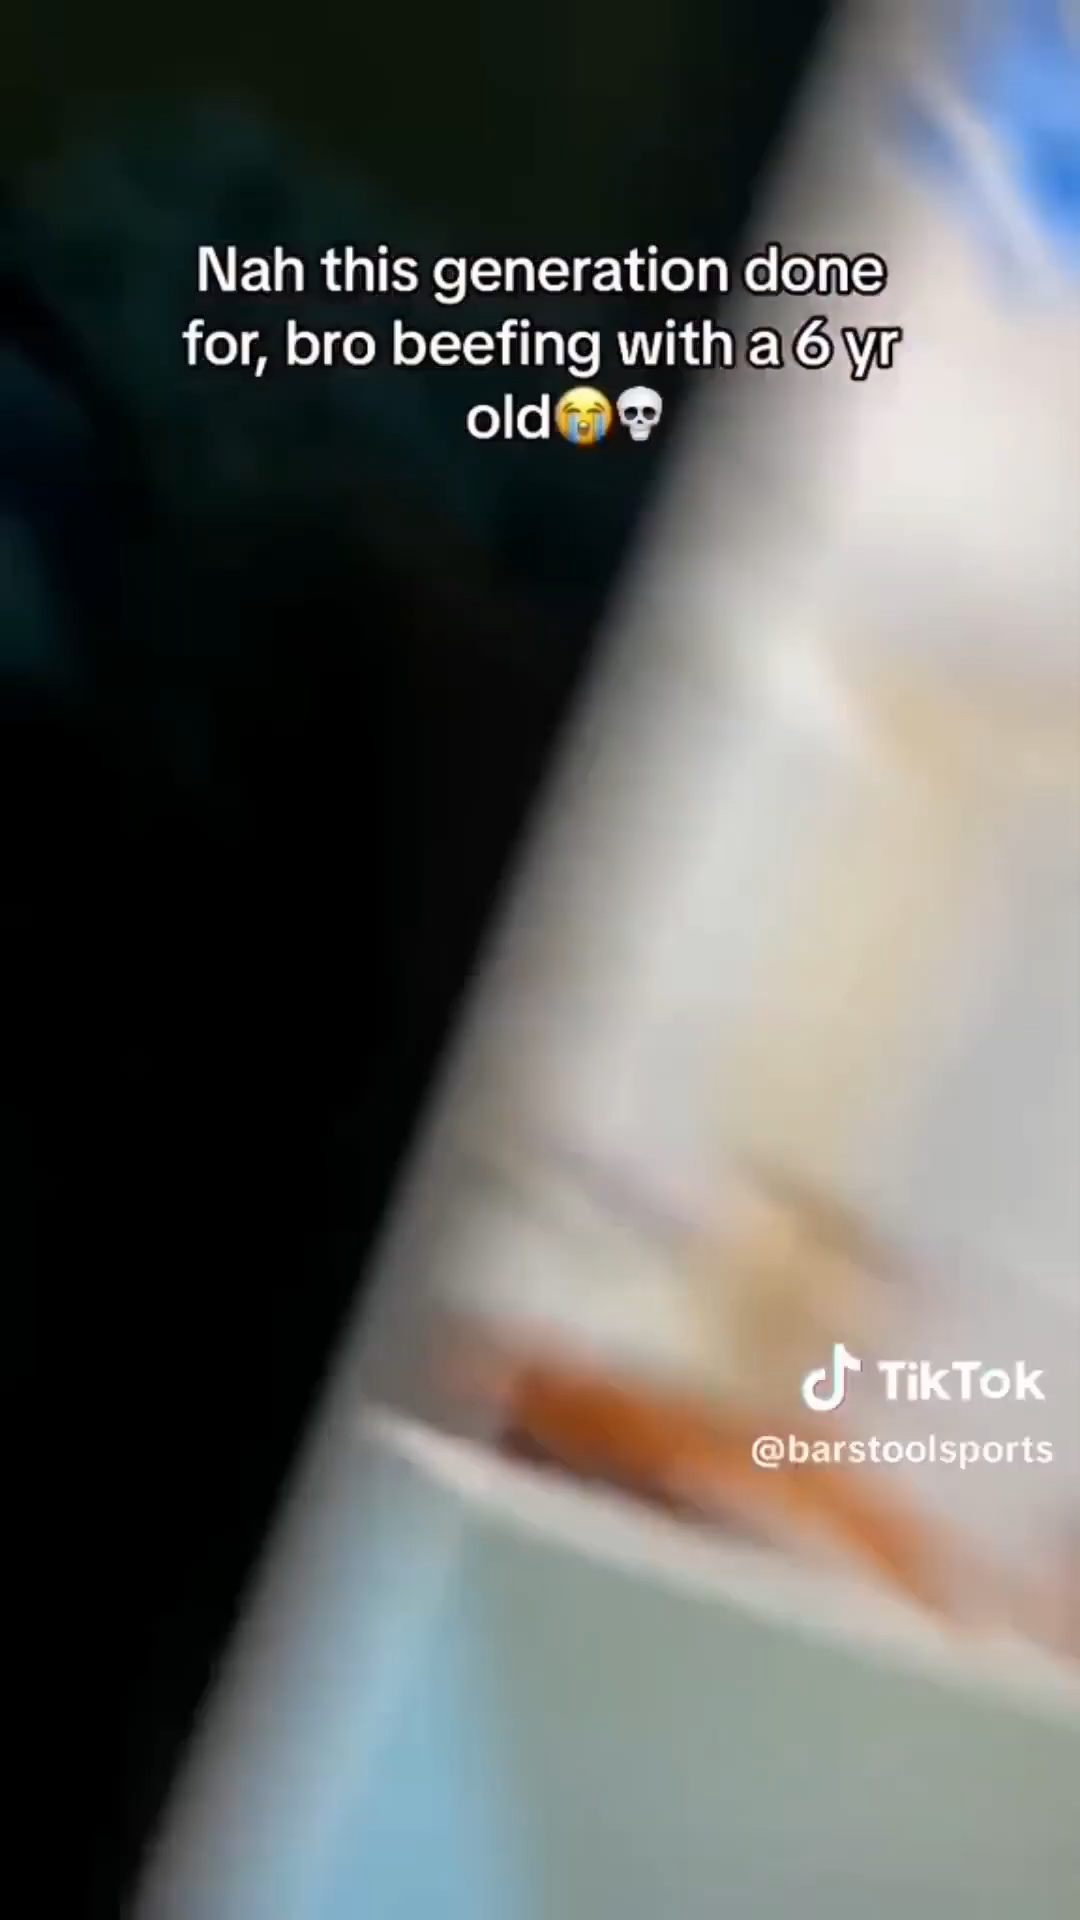 Nah this generation done
for, bro beefing with a 6 yr
old😭💀
TikTok
@barstoolsports